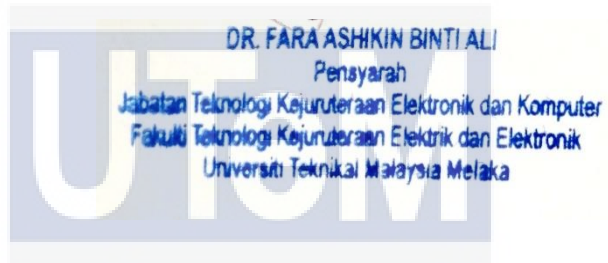 DR. FARA ASHIKIN BINTI ALI
Pensyarah
Jabatan Teknologi Kejuruteraan Elektronik dan Komputer
Fakulti Teknologi Kejuruteraan Elektrik dan Elektronik
Universiti Teknikal Malaysia Melaka
UTeM